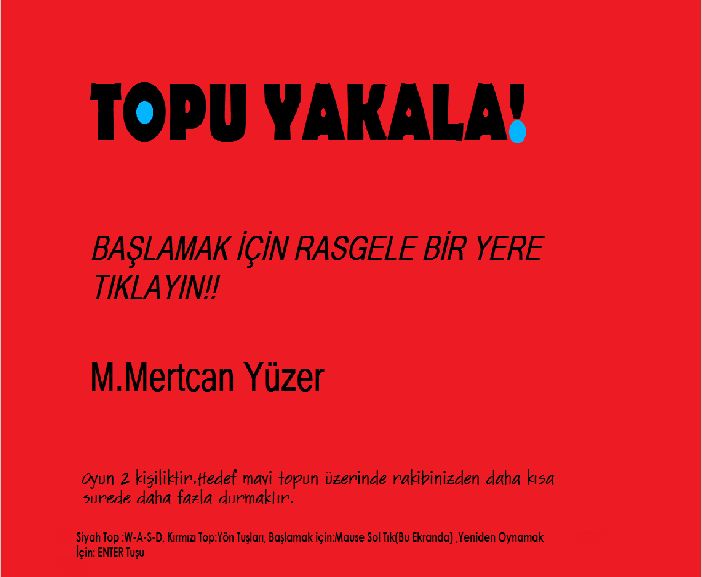 TOPU YAKALA!
BAŞLAMAK İÇİN RASGELE BİR YERE
TIKLAYIN!!
M.Mertcan Yüzer
Oyun 2 kişiliktir.Hedef mavi topun üzerinde rakibinizden daha kısa
surede daha fazla durmaktır.
Siyah Top :W-A-S-D. Kırmızı Top:Yön Tuşları, Başlamak için:Mause Sol Tık(Bu Ekranda) ,Yeniden Oynamak
İçin: ENTER Tuşu